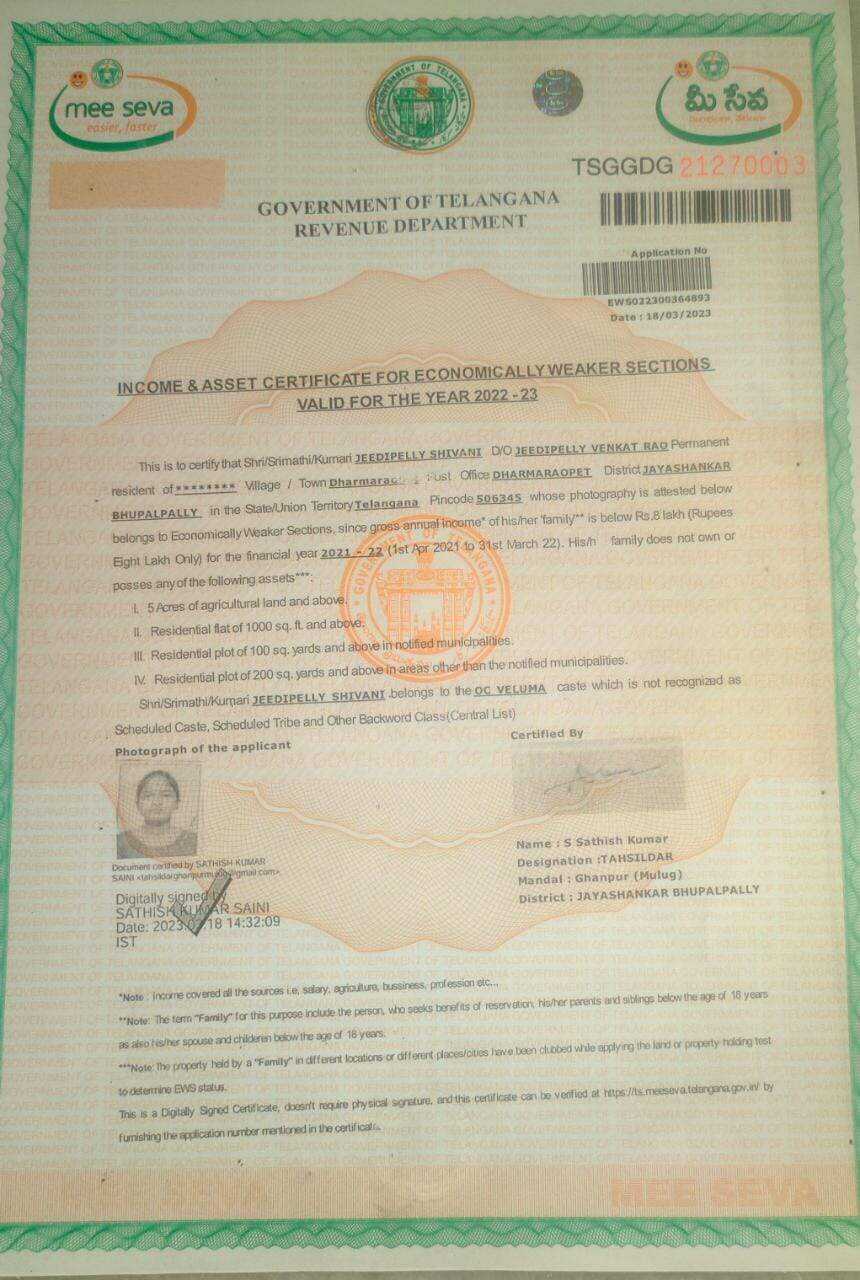 mee seva
easier, faster
GOVERNMENT OF TELANGANA
మీ సేవ
TSGGDG 21270003
GOVERNMENT OF TELANGANA
REVENUE DEPARTMENT
Application No
EWS022300364893
Date : 18/03/2023
INCOME & ASSET CERTIFICATE FOR ECONOMICALLY WEAKER SECTIONS
VALID FOR THE YEAR 2022 - 23
This is to certify that Shri/Srimathi/Kumari JEEDIPELLY SHIVANI D/O JEEDIPELLY VENKAT RAO Permanent
resident of ******** Village / Town Office DHARMARAOPET District JAYASHANKAR
BHUPALPALLY in the State/Union Territory Telangana Pincode 506345 whose photography is attested below
belongs to Economically Weaker Sections, since gross annual income* of his/her 'family** is below Rs.8 lakh (Rupees
Eight Lakh Only) for the financial year 2021 - 22 (1st Apr 2021 to 31st March 22). His/h family does not own or
posses any of the following assets***:
I. 5 Acres of agricultural land and above.
II. Residential flat of 1000 sq. ft. and above.
III. Residential plot of 100 sq. yards and above in notified municipalities.
IV. Residential plot of 200 sq. yards and above in areas other than the notified municipalities.
Shri/Srimathi/Kumari JEEDIPELLY SHIVANI belongs to the OC VELUMA caste which is not recognized as
Scheduled Caste, Scheduled Tribe and Other Backword Class(Central List)
Photograph of the applicant
Certified By
Document certified by SATHISH KUMAR
SAINI
Digitally signed by
SATHISH KUMAR SAINI
Date: 2023.03.18 14:32:09
IST
Name : S Sathish Kumar
Designation :TAHSILDAR
Mandal : Ghanpur (Mulug)
District : JAYASHANKAR BHUPALPALLY
*Note : Income covered all the sources i.e, salary, agriculture, bussiness, profession etc...
**Note: The term "Family" for this purpose include the person, who seeks benefits of reservation, his/her parents and siblings below the age of 18 years
as also his/her spouse and childeren below the age of 18 years.
***Note: The property held by a "Family" in different locations or different places/cities have been clubbed while applying the land or property holding test
to determine EWS status.
This is a Digitally Signed Certificate, doesn't require physical signature, and this certificate can be verified at https://ts.meeseva.telangana.gov.in/ by
furnishing the application number mentioned in the certificate.
MEE SEVA MEE SEVA